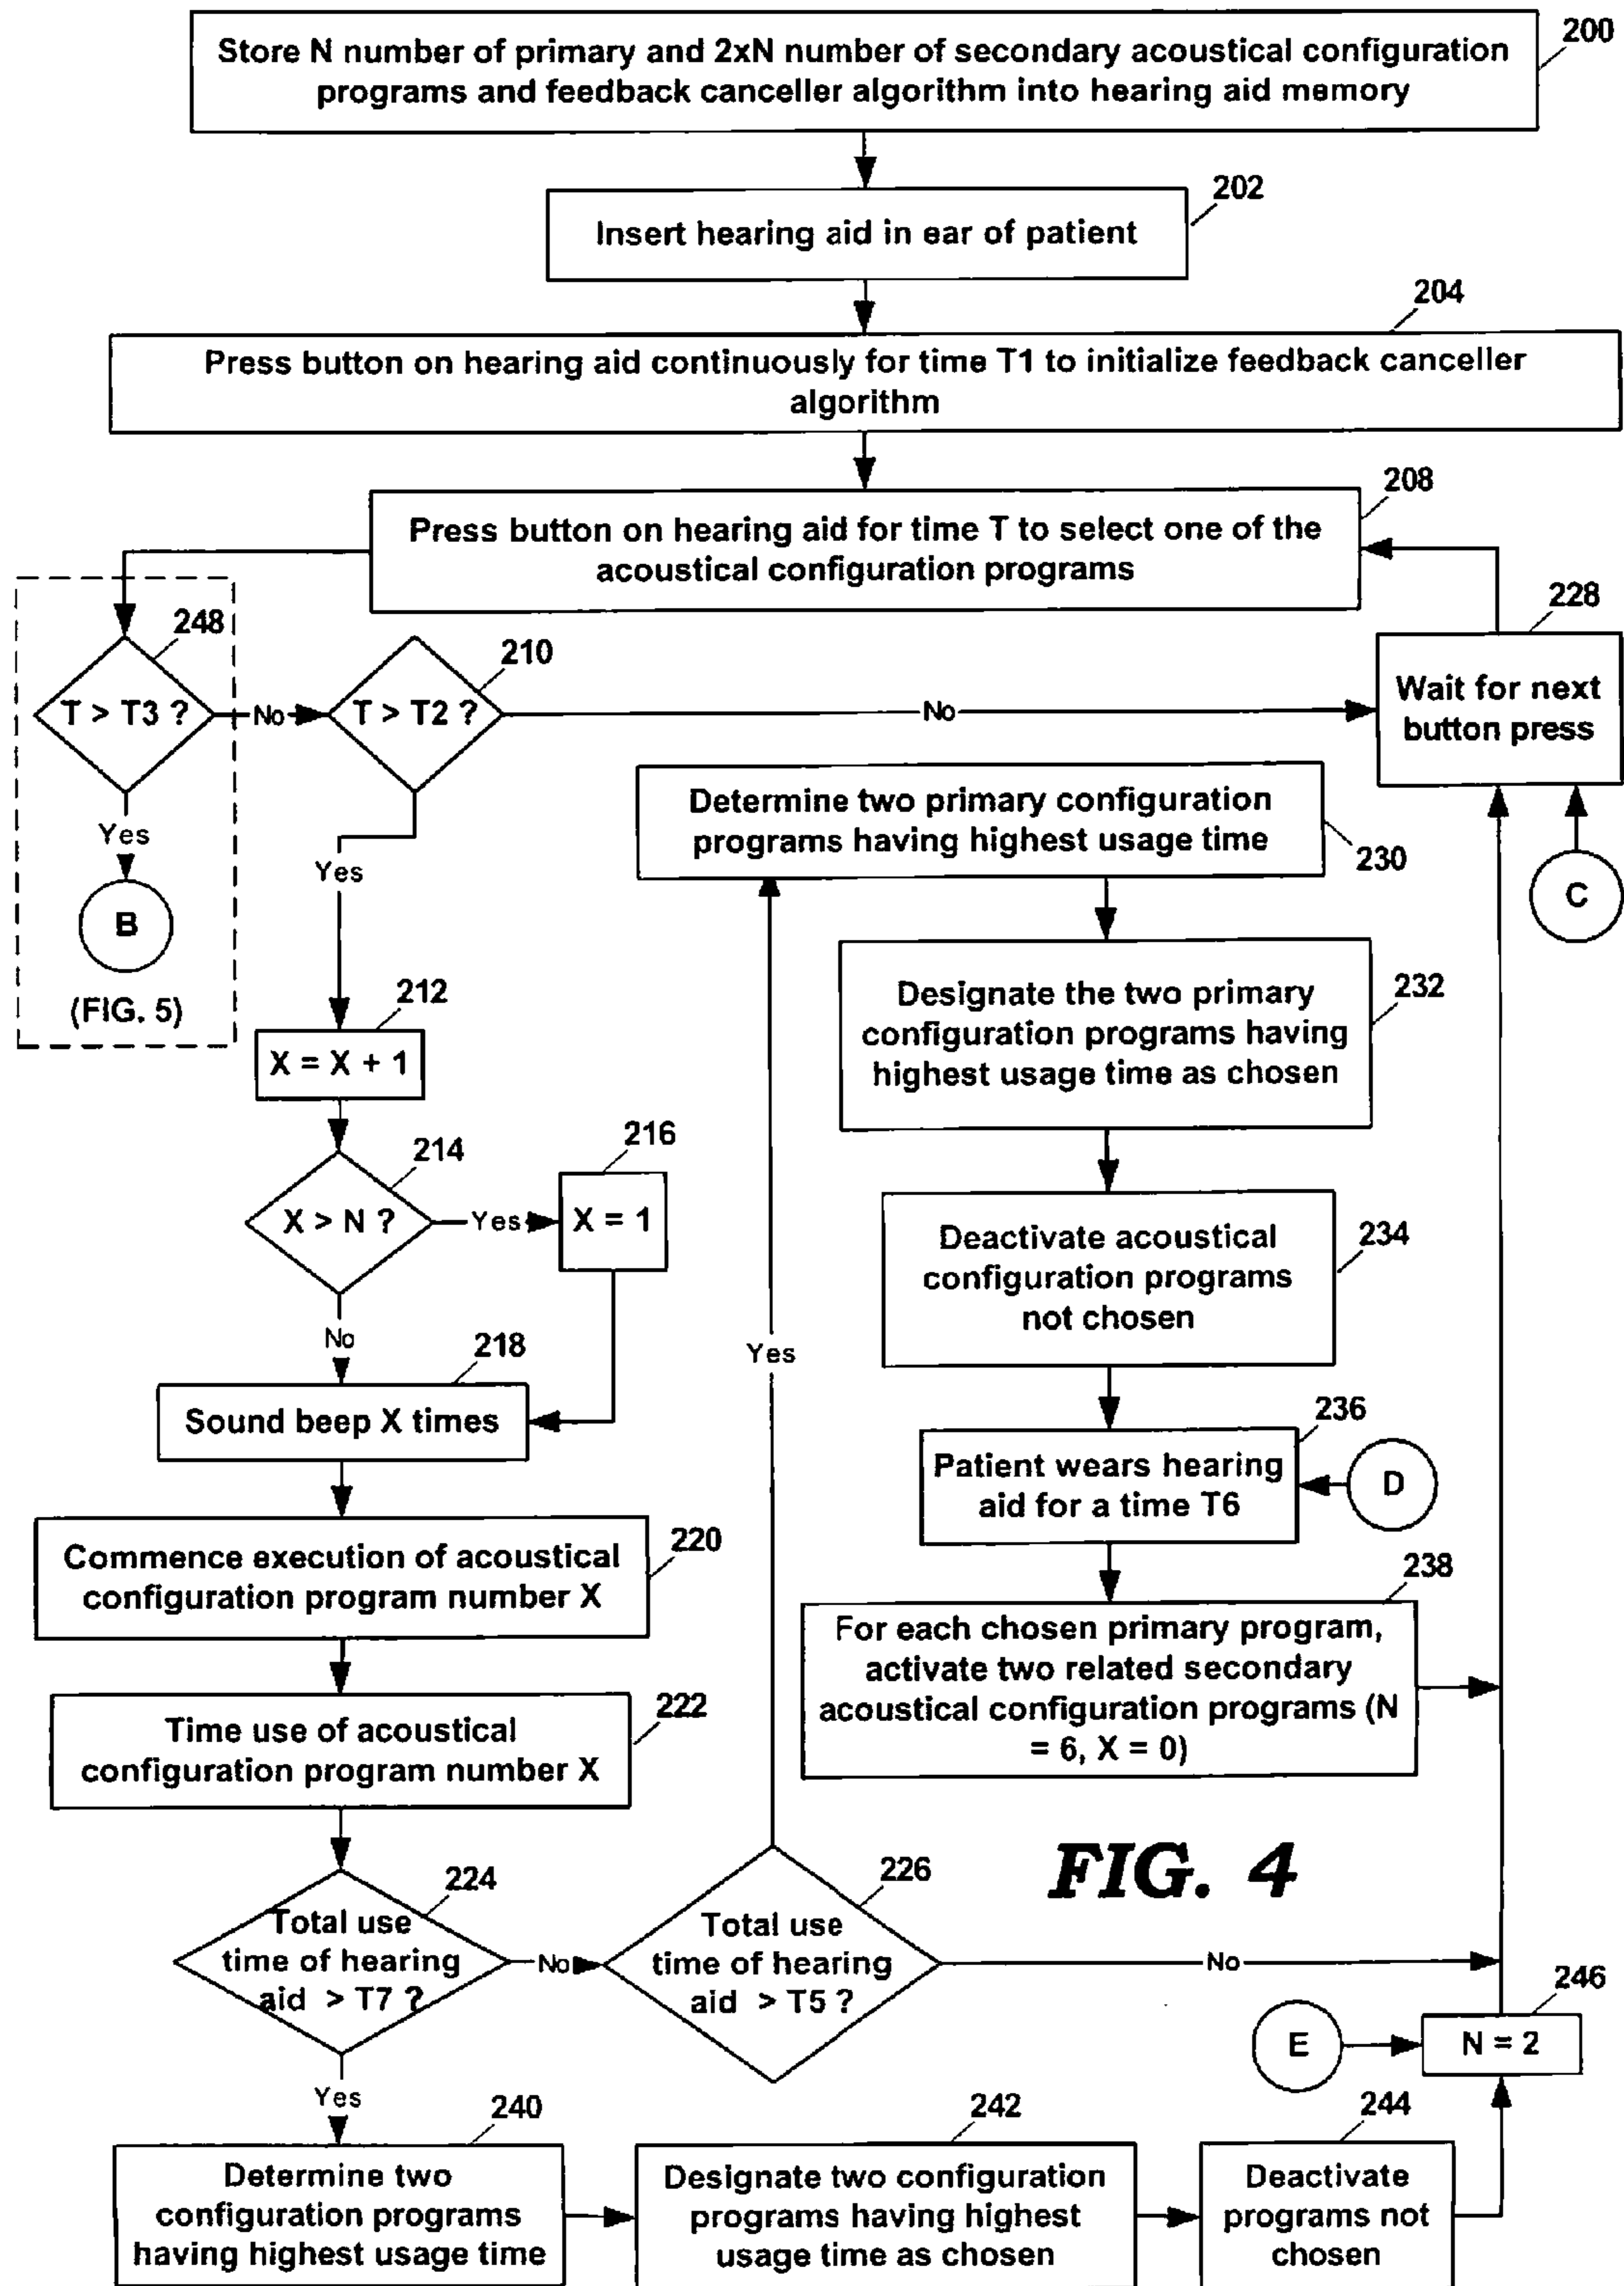 200
Store N number of primary and 2xN number of secondary acoustical configuration
programs and feedback canceller algorithm into hearing aid memory
202
Insert hearing aid in ear of patient
204
Press button on hearing aid continuously for time T1 to initialize feedback canceller
algorithm
208
Press button on hearing aid for time T to select one of the
acoustical configuration programs
248
T > T3 ?
No
Yes
B
(FIG. 5)
210
T > T2 ?
No
Yes
228
Wait for next
button press
C
212
X = X + 1
214
X > N ?
Yes
No
216
X = 1
218
Sound beep X times
220
Commence execution of acoustical
configuration program number X
222
Time use of acoustical
configuration program number X
224
Total use
time of hearing
aid > T7 ?
No
Yes
226
Total use
time of hearing
aid > T5 ?
No
Yes
Determine two primary configuration
programs having highest usage time
230
232
Designate the two primary
configuration programs having
highest usage time as chosen
234
Deactivate acoustical
configuration programs
not chosen
236
Patient wears hearing
aid for a time T6
D
238
For each chosen primary program,
activate two related secondary
acoustical configuration programs (N
= 6, X = 0)
FIG. 4
240
Determine two
configuration programs
having highest usage time
242
Designate two configuration
programs having highest
usage time as chosen
244
Deactivate
programs not
chosen
246
N = 2
E